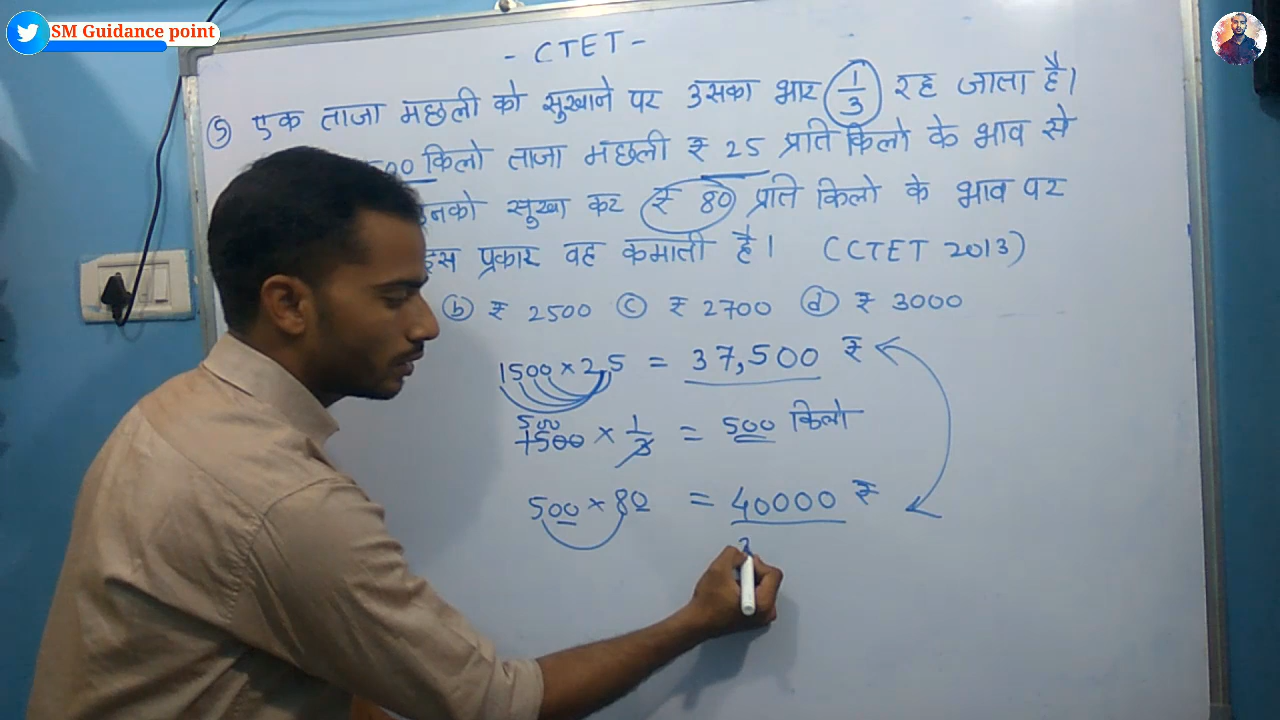 SM Guidance point
- CTET -
⑤ एक ताजा मछली को सुखाने पर उसका भार 1/3 रह जाता है।
किलो ताजा मछली ₹ 25 प्रति किलो के भाव से
सुखा कर ₹ 80 प्रति किलो के भाव पर
इस प्रकार वह कमाती है। (CTET 2013)
ⓑ ₹ 2500 ⓒ ₹ 2700 ⓓ ₹ 3000
1500 × 25 = 37,500 ₹
500
1500 × 1/3 = 500 किलो
500 × 80 = 40000 ₹